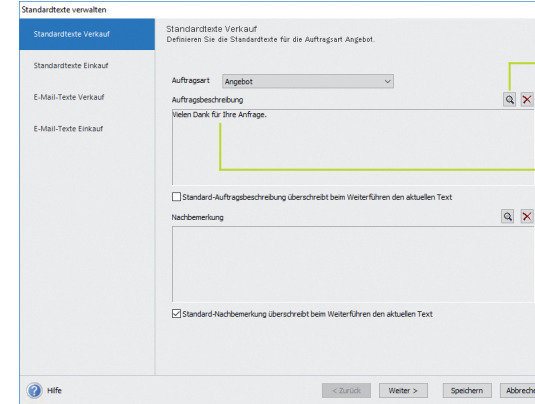 Standardtexte verwalten
Standardtexte Verkauf
Standardtexte Einkauf
E-Mail-Texte Verkauf
E-Mail-Texte Einkauf
Standardtexte Verkauf
Definieren Sie die Standardtexte für die Auftragsart Angebot.
Auftragsart Angebot
Auftragsbeschreibung
Vielen Dank für Ihre Anfrage.
Standard-Auftragsbeschreibung überschreibt beim Weiterführen den aktuellen Text
Nachbemerkung
Standard-Nachbemerkung überschreibt beim Weiterführen den aktuellen Text
Hilfe
< Zurück Weiter > Speichern Abbreche